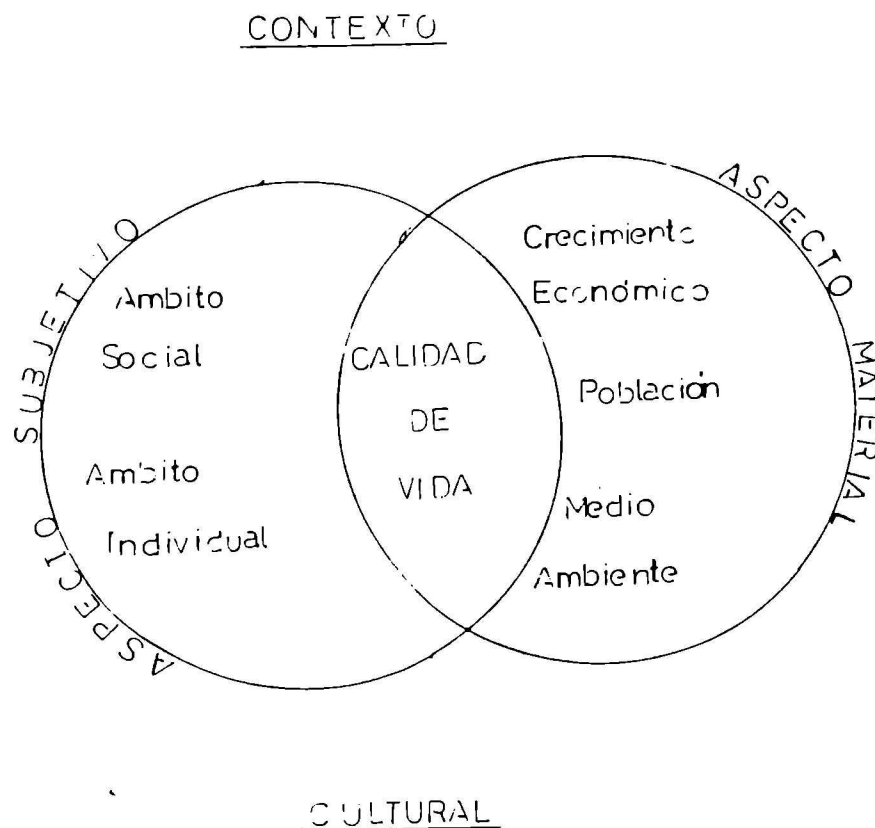 CONTEXTO
ASPECTO SUBJETIVO
Ambito
Social
Ambito
Individual
CALIDAD
DE
VIDA
ASPECTO MATERIAL
Crecimiento
Económico
Población
Medio
Ambiente
CULTURAL